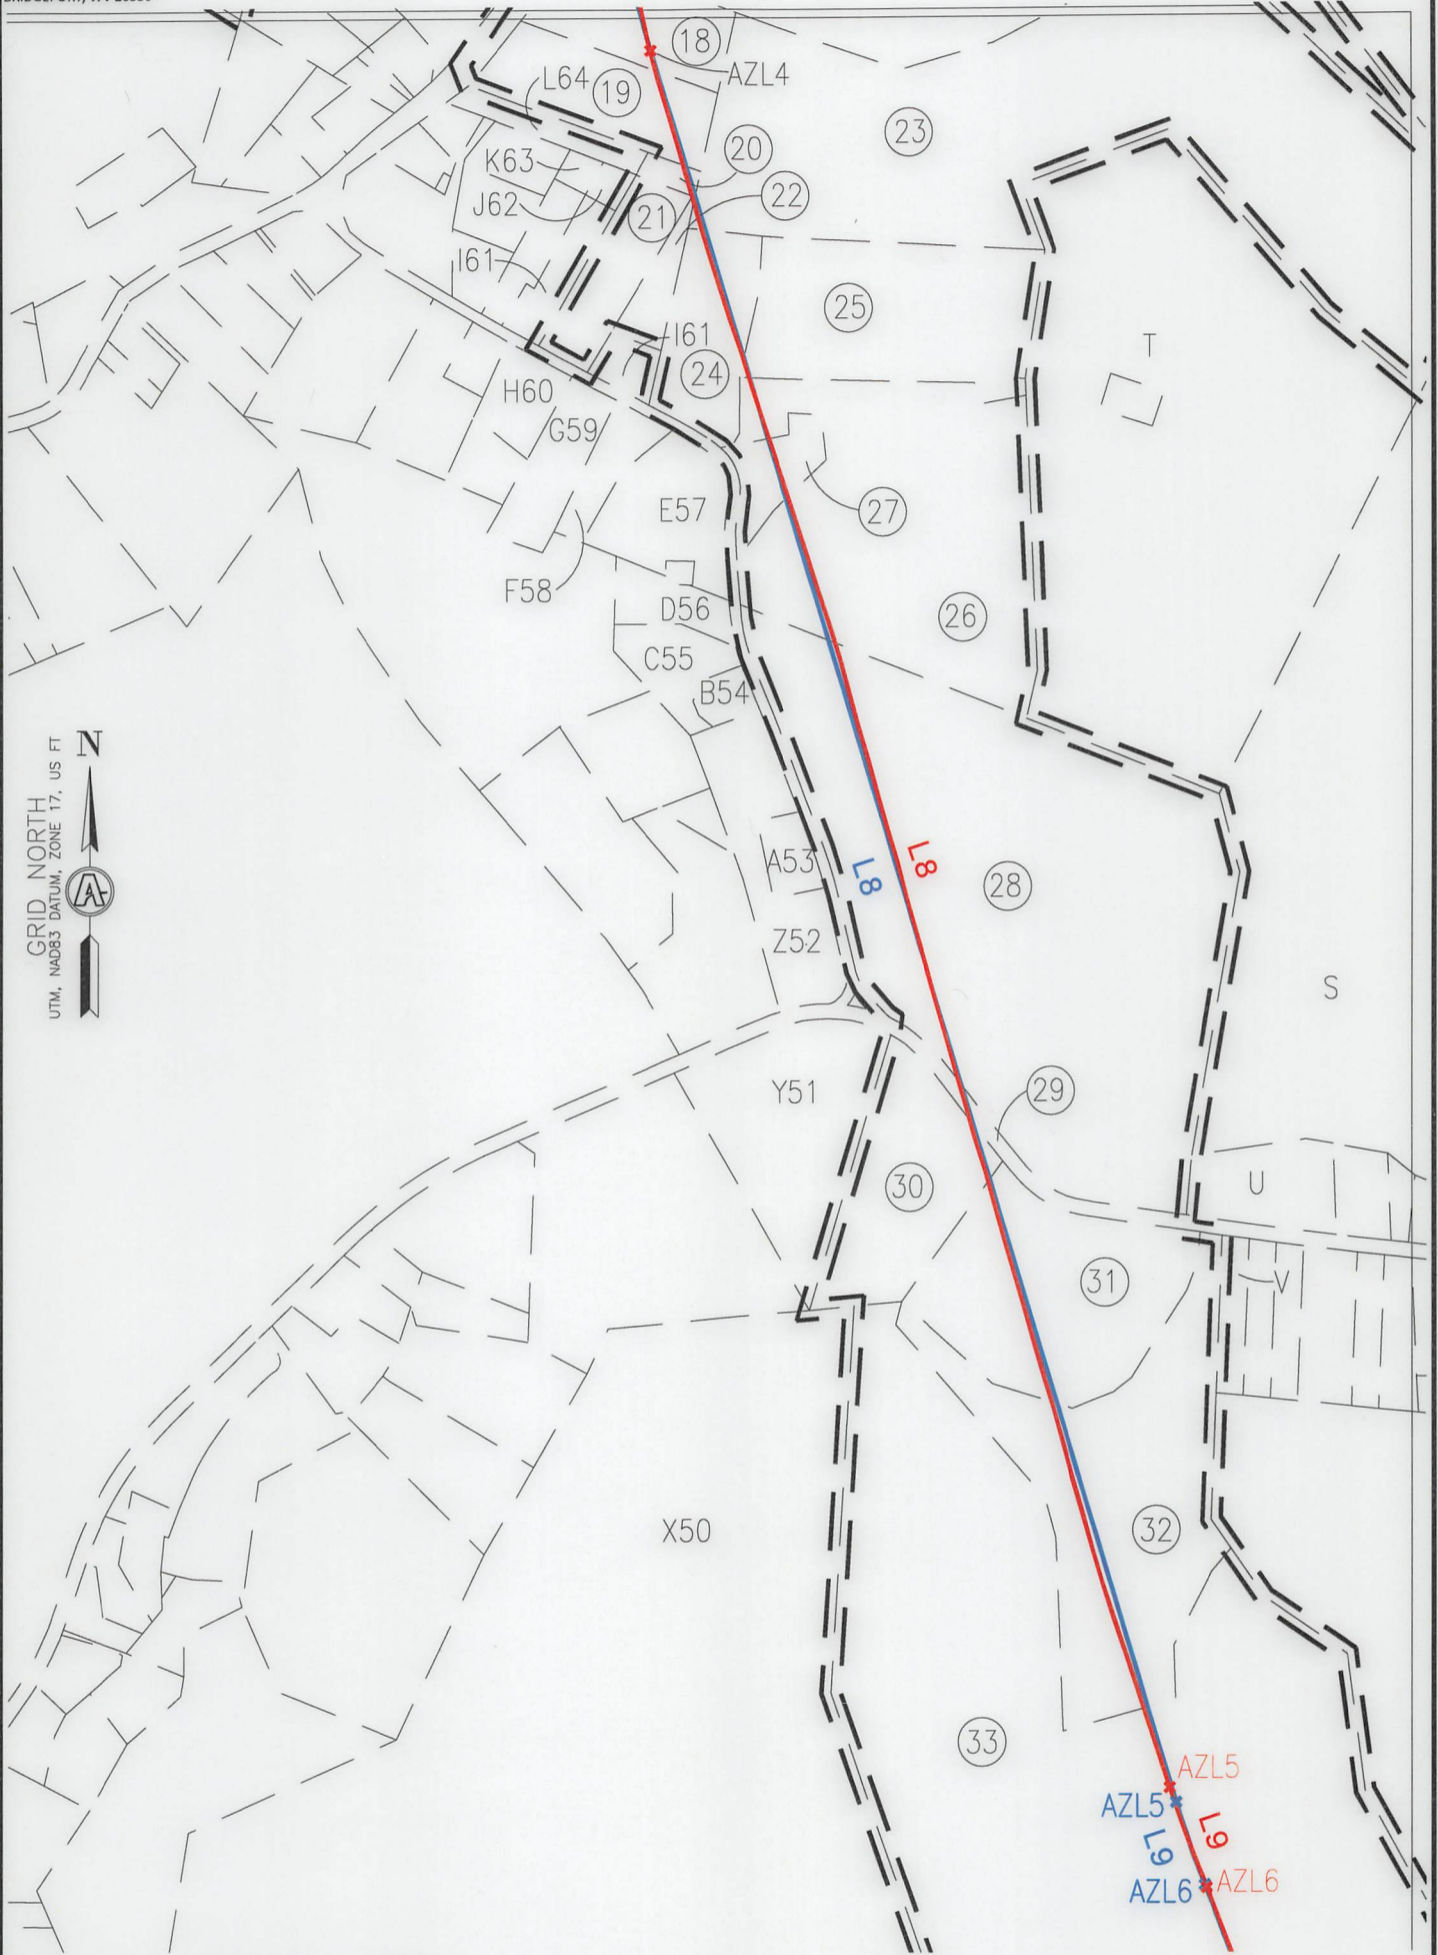 18
AZL4
L64
19
23
K63
20
J62
22
21
I61
25
I61
T
24
H60
G59
27
E57
F58
D56
26
C55
B54
N
GRID NORTH
UTM, NAD83 DATUM, ZONE 17, US FT
A
L8
L8
A53
28
Z52
S
Y51
29
30
U
31
V
X50
32
33
AZL5
AZL5
L9
L9
AZL6
AZL6